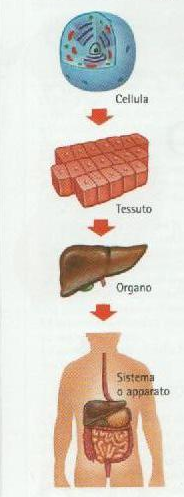 Cellula
Tessuto
Organo
Sistema
o apparato